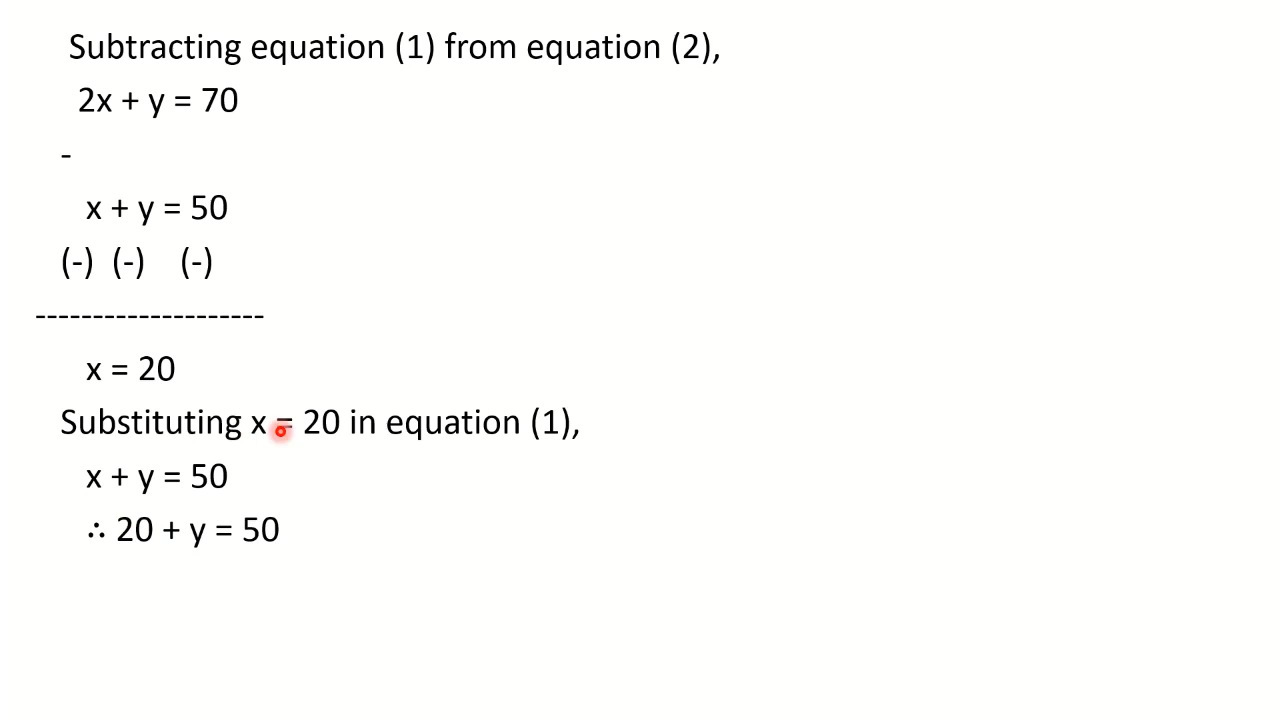 Subtracting equation (1) from equation (2),
2x + y = 70
-
x + y = 50
(-) (-) (-)
--------------------
x = 20
Substituting x = 20 in equation (1),
x + y = 50
∴ 20 + y = 50